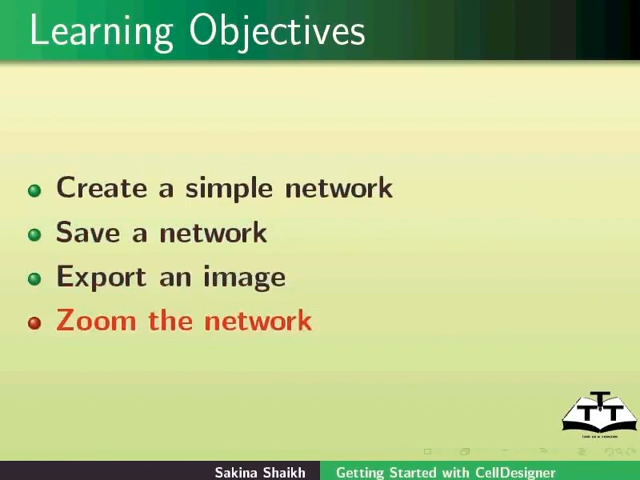 Learning Objectives
Create a simple network
Save a network
Export an image
Zoom the network
Sakina Shaikh
Getting Started with CellDesigner